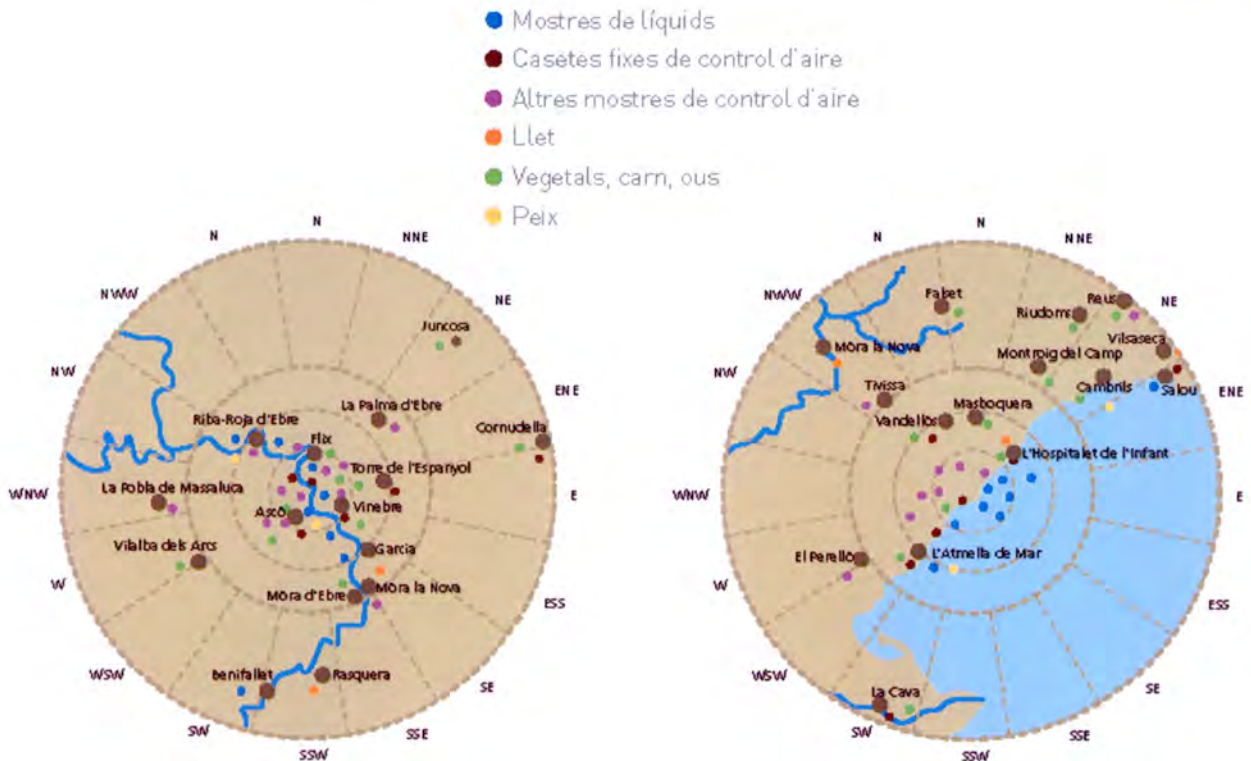 Mostres de líquids
Casetes fixes de control d'aire
Altres mostres de control d'aire
Llet
Vegetals, carn, ous
Peix
N
N
NNE
NE
ENE
E
ESS
SE
SSE
SSW
SW
WSW
W
WNW
NW
NWW
Juncosa
La Palma d'Ebre
Riba-Roja d'Ebre
Flix
Cornudella
Torre de l'Espanyol
La Pobla de Massaluca
Ascó
Vinebre
Vilalba dels Arcs
Garcia
Móra la Nova
Móra d'Ebre
Benifallet
Rasquera
N
N
NNE
NE
ENE
E
ESS
SE
SSE
SSW
SW
WSW
W
WNW
NW
NWW
Falset
Reus
Riudoms
Vilsaseca
Móra la Nova
Montroig del Camp
Cambrils
Salou
Tivissa
Masboquera
Vandellòs
L'Hospitalet de l'Infant
El Perelló
L'Atmella de Mar
La Cava